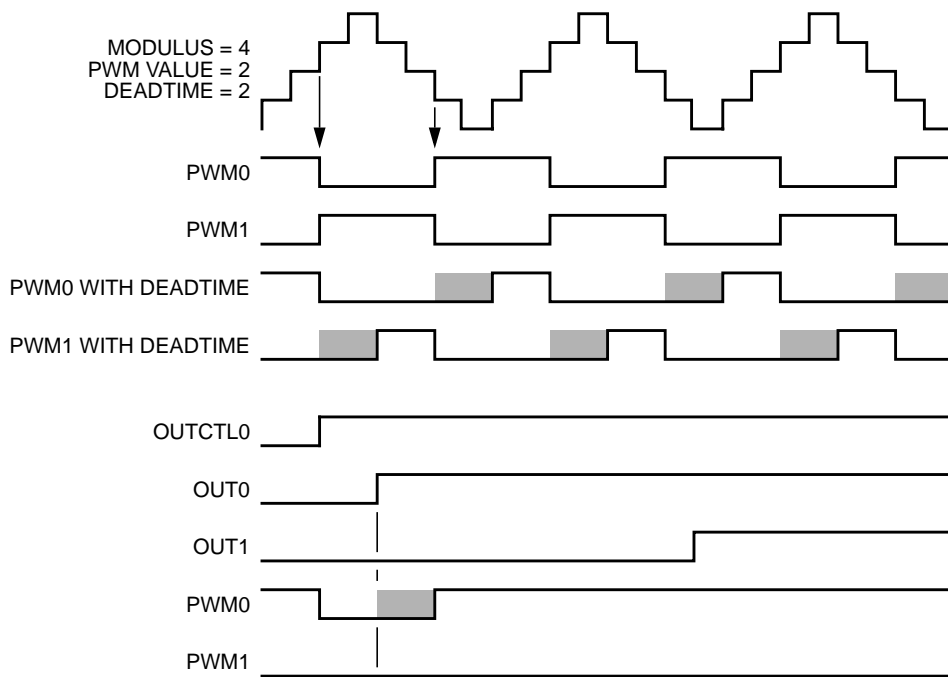 MODULUS = 4
PWM VALUE = 2
DEADTIME = 2
PWM0
PWM1
PWM0 WITH DEADTIME
PWM1 WITH DEADTIME
OUTCTL0
OUT0
OUT1
PWM0
PWM1